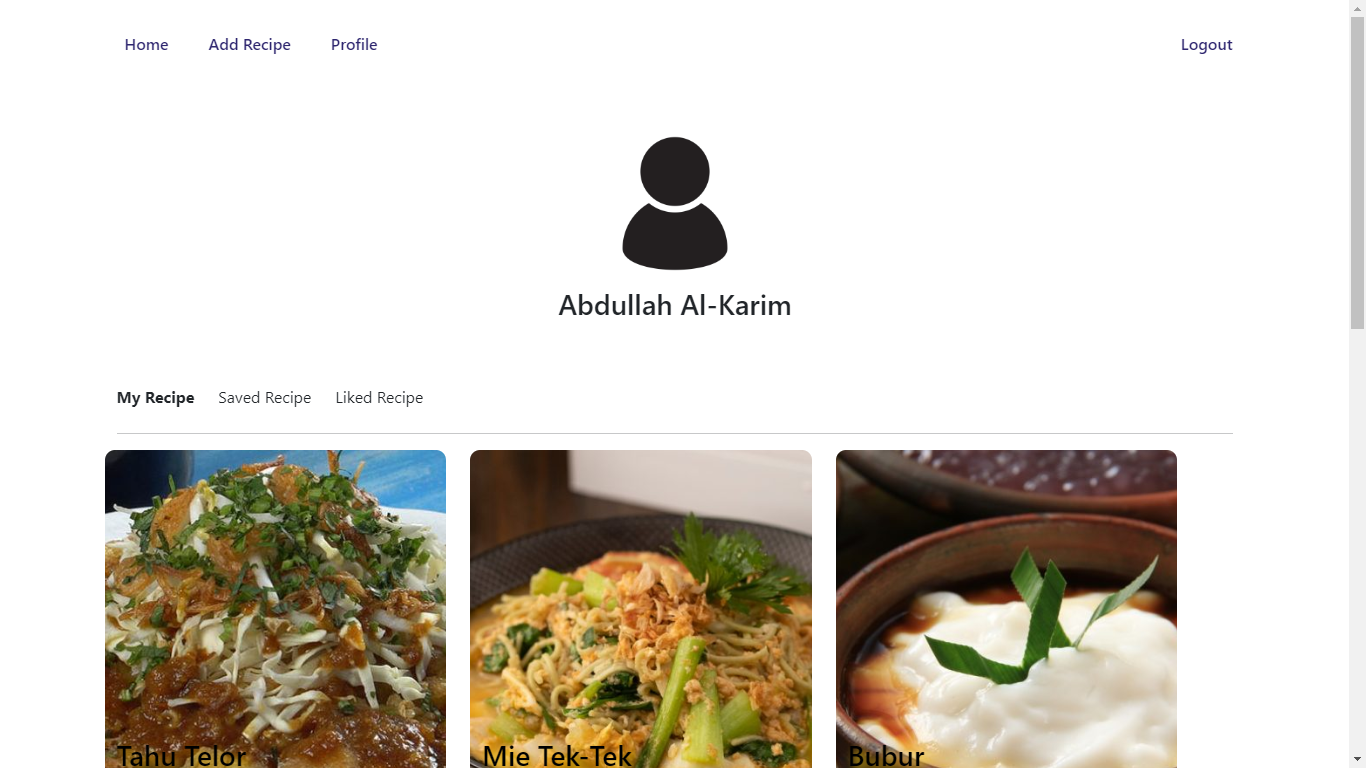 Home Add Recipe Profile Logout
Abdullah Al-Karim
My Recipe Saved Recipe Liked Recipe
Tahu Telor Mie Tek-Tek Bubur